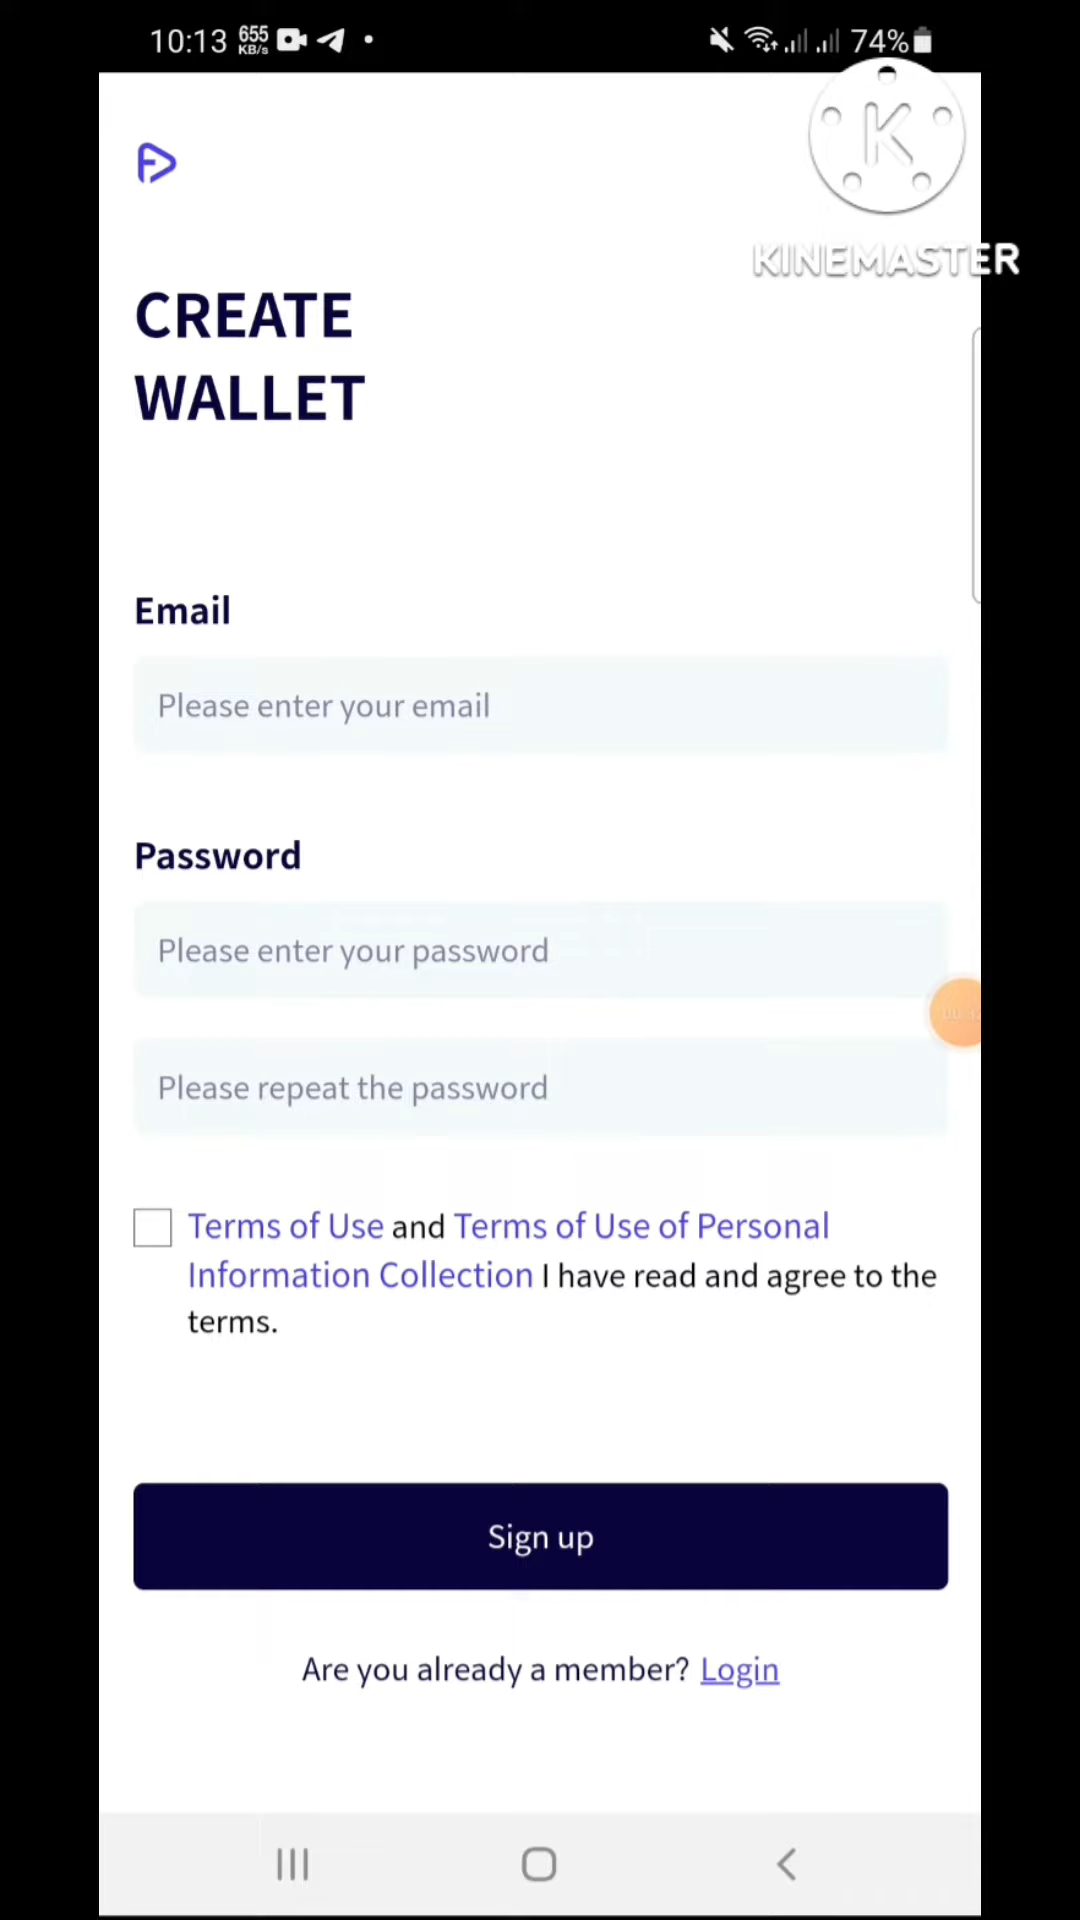 10:13 655 KB/s 74%
K
KINEMASTER
CREATE
WALLET
Email
Please enter your email
Password
Please enter your password
Please repeat the password
Terms of Use and Terms of Use of Personal
Information Collection I have read and agree to the
terms.
Sign up
Are you already a member? Login